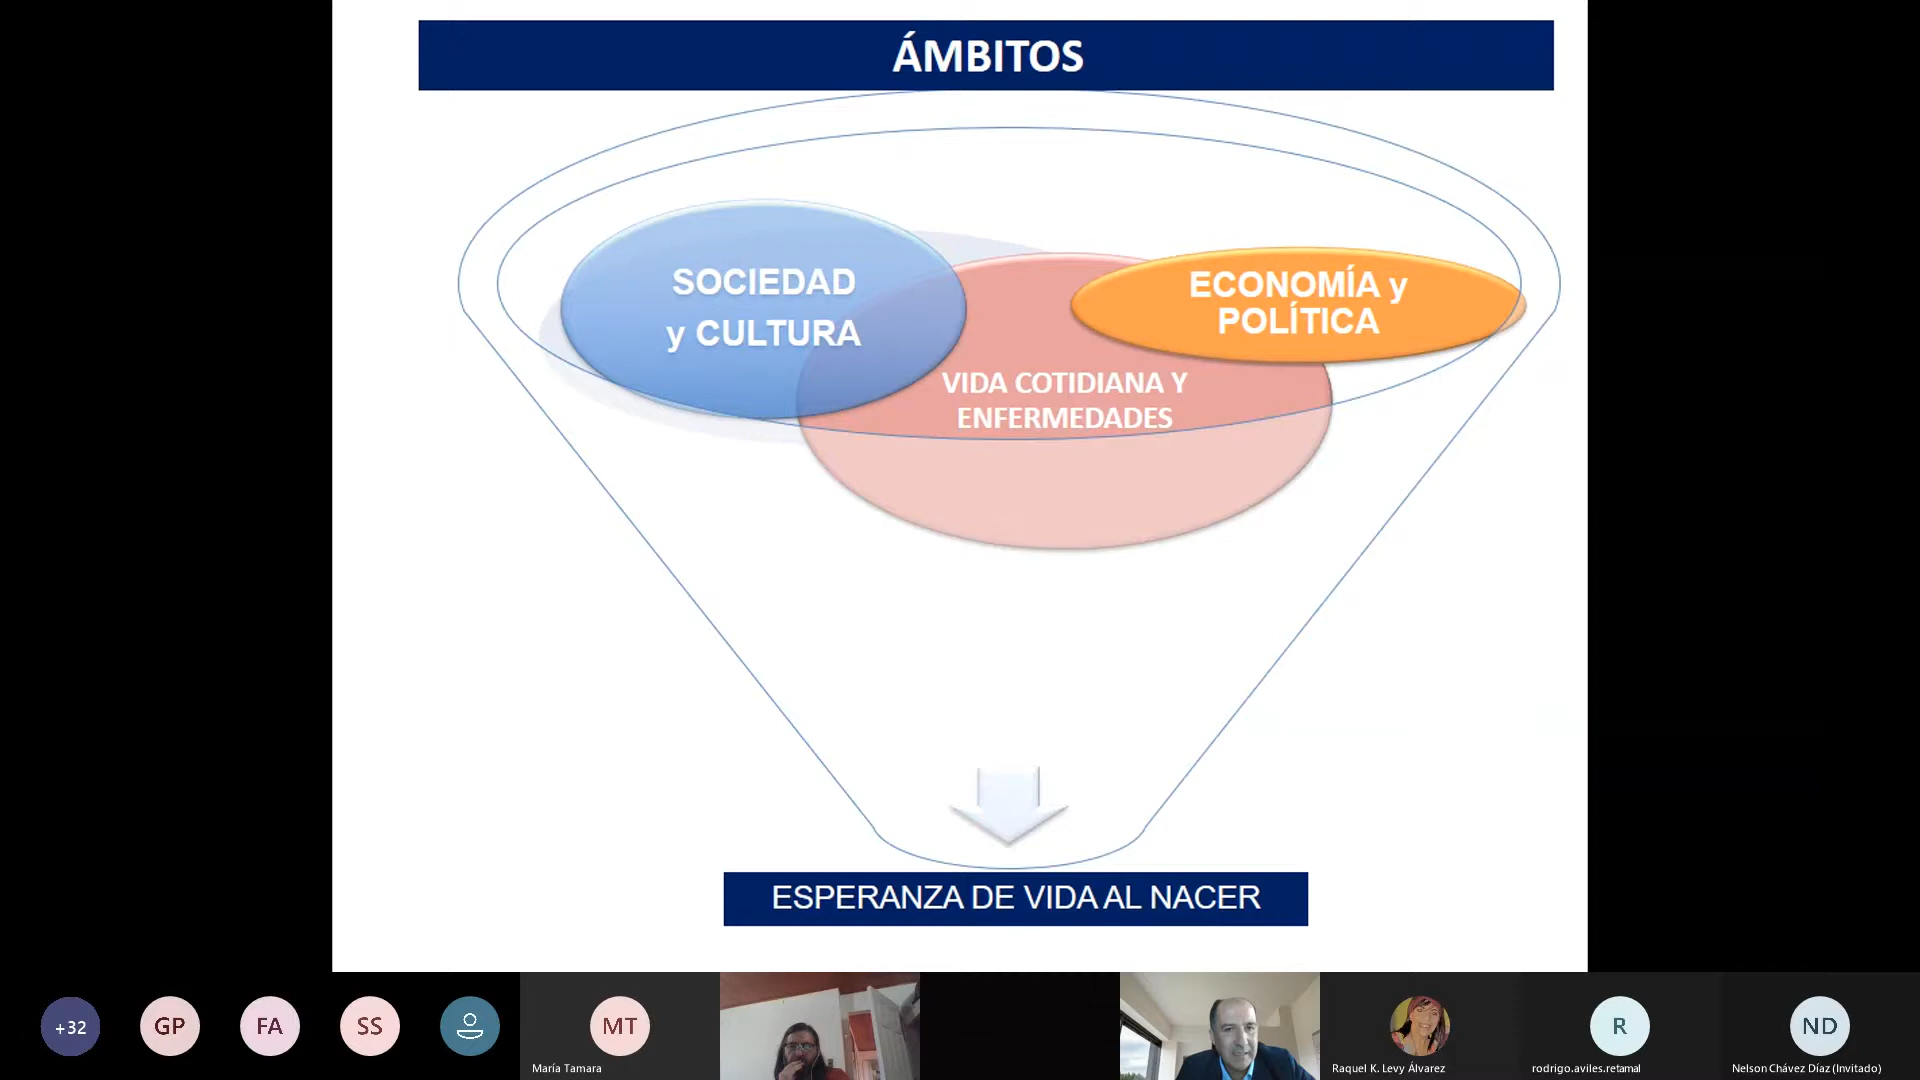 ÁMBITOS
SOCIEDAD
y CULTURA
ECONOMÍA y
POLÍTICA
VIDA COTIDIANA Y
ENFERMEDADES
ESPERANZA DE VIDA AL NACER
+32
GP
FA
SS
MT
R
ND
María Tamara
Raquel K. Levy Álvarez
rodrigo.aviles.retamal
Nelson Chávez Díaz (Invitado)